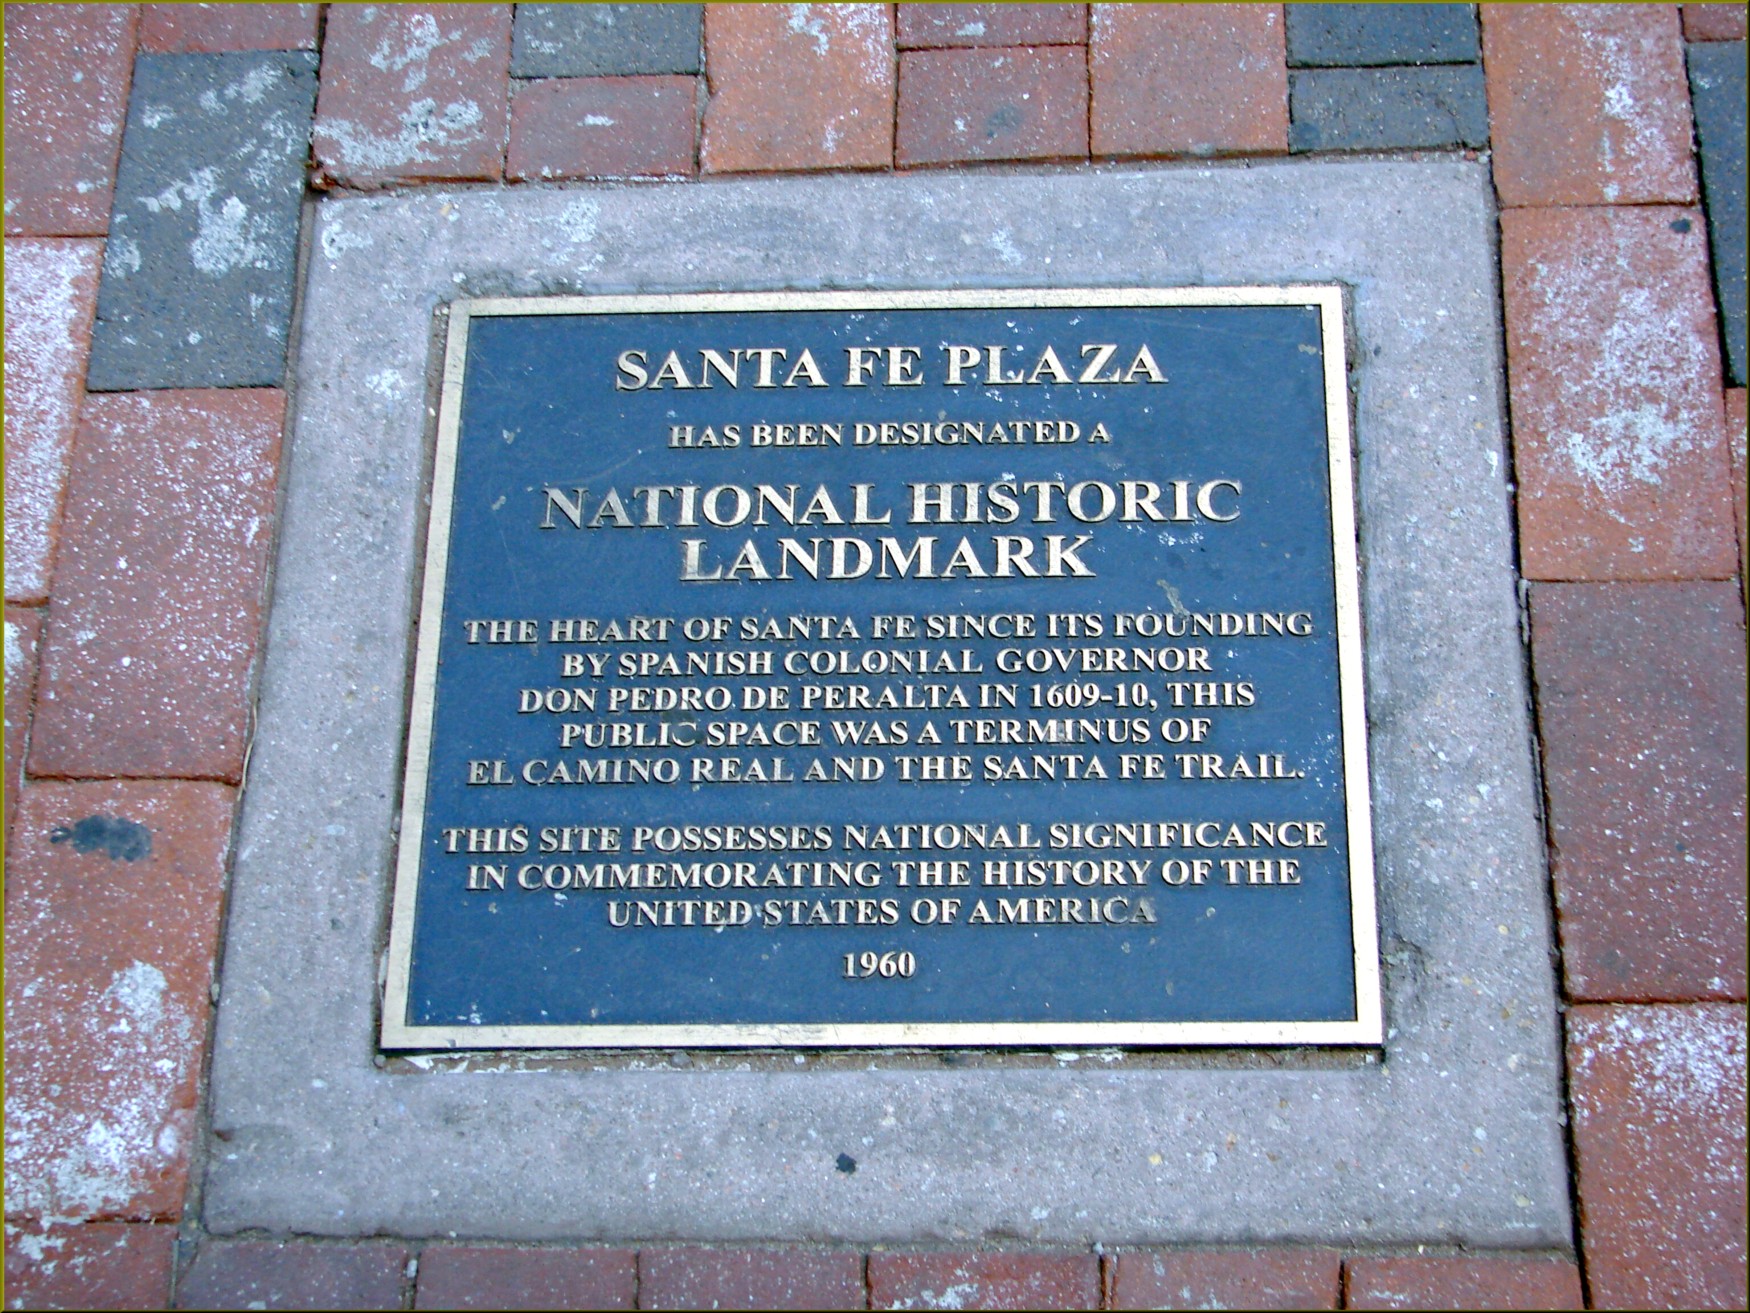 SANTA FE PLAZA
HAS BEEN DESIGNATED A
NATIONAL HISTORIC
LANDMARK
THE HEART OF SANTA FE SINCE ITS FOUNDING
BY SPANISH COLONIAL GOVERNOR
DON PEDRO DE PERALTA IN 1609-10, THIS
PUBLIC SPACE WAS A TERMINUS OF
EL CAMINO REAL AND THE SANTA FE TRAIL.
THIS SITE POSSESSES NATIONAL SIGNIFICANCE
IN COMMEMORATING THE HISTORY OF THE
UNITED STATES OF AMERICA
1960